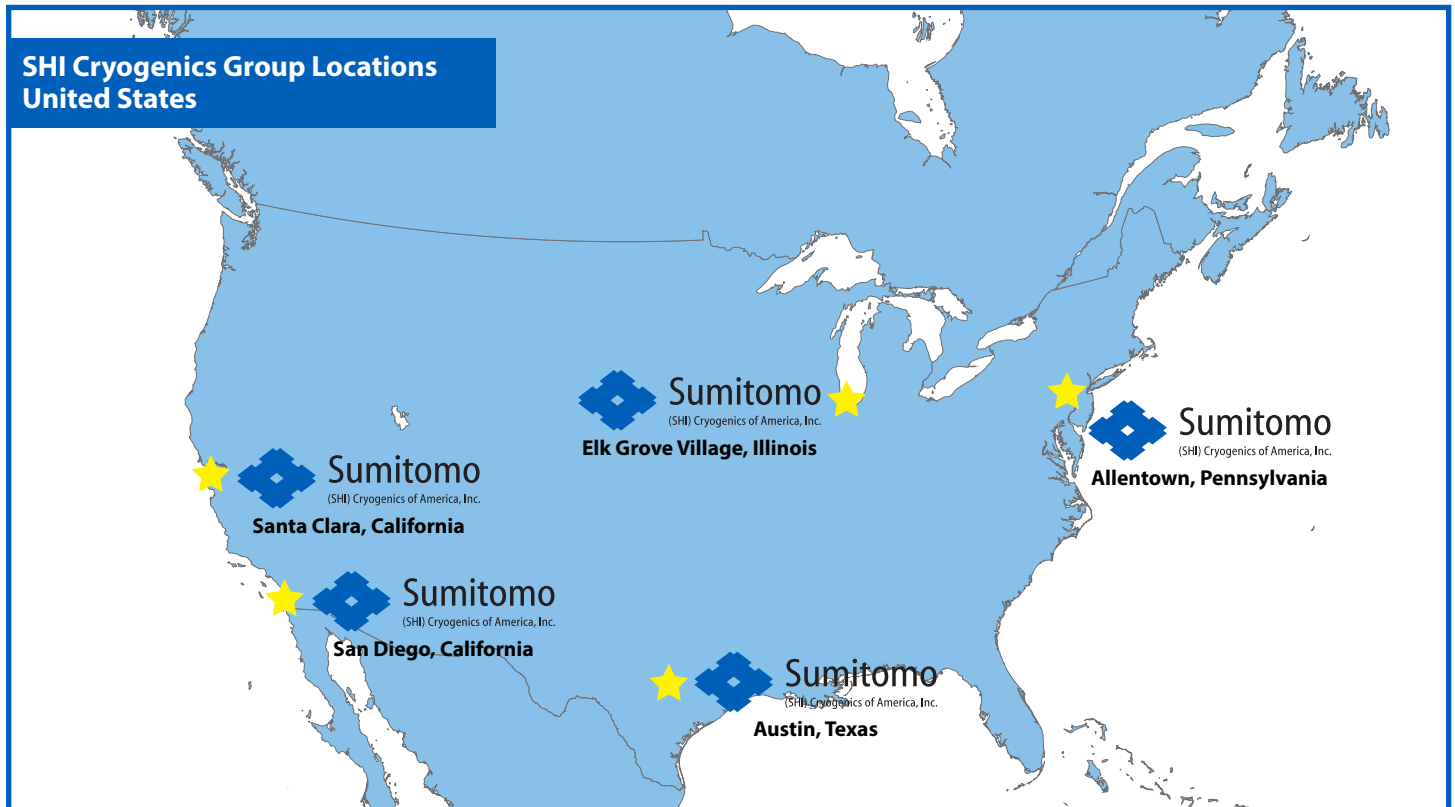 SHI Cryogenics Group Locations
United States
Sumitomo
(SHI) Cryogenics of America, Inc.
Elk Grove Village, Illinois
Sumitomo
(SHI) Cryogenics of America, Inc.
Allentown, Pennsylvania
Sumitomo
(SHI) Cryogenics of America, Inc.
Santa Clara, California
Sumitomo
(SHI) Cryogenics of America, Inc.
San Diego, California
Sumitomo
(SHI) Cryogenics of America, Inc.
Austin, Texas